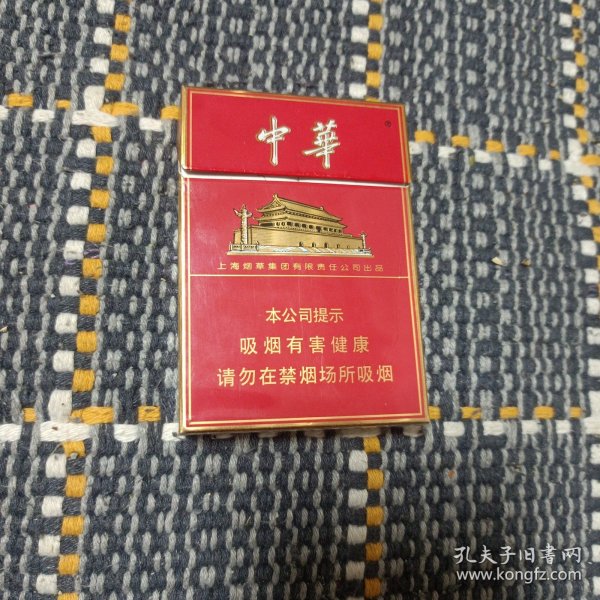 中華
®
上海烟草集团有限责任公司出品
本公司提示
吸烟有害健康
请勿在禁烟场所吸烟
孔夫子旧书网
www.kongfz.com